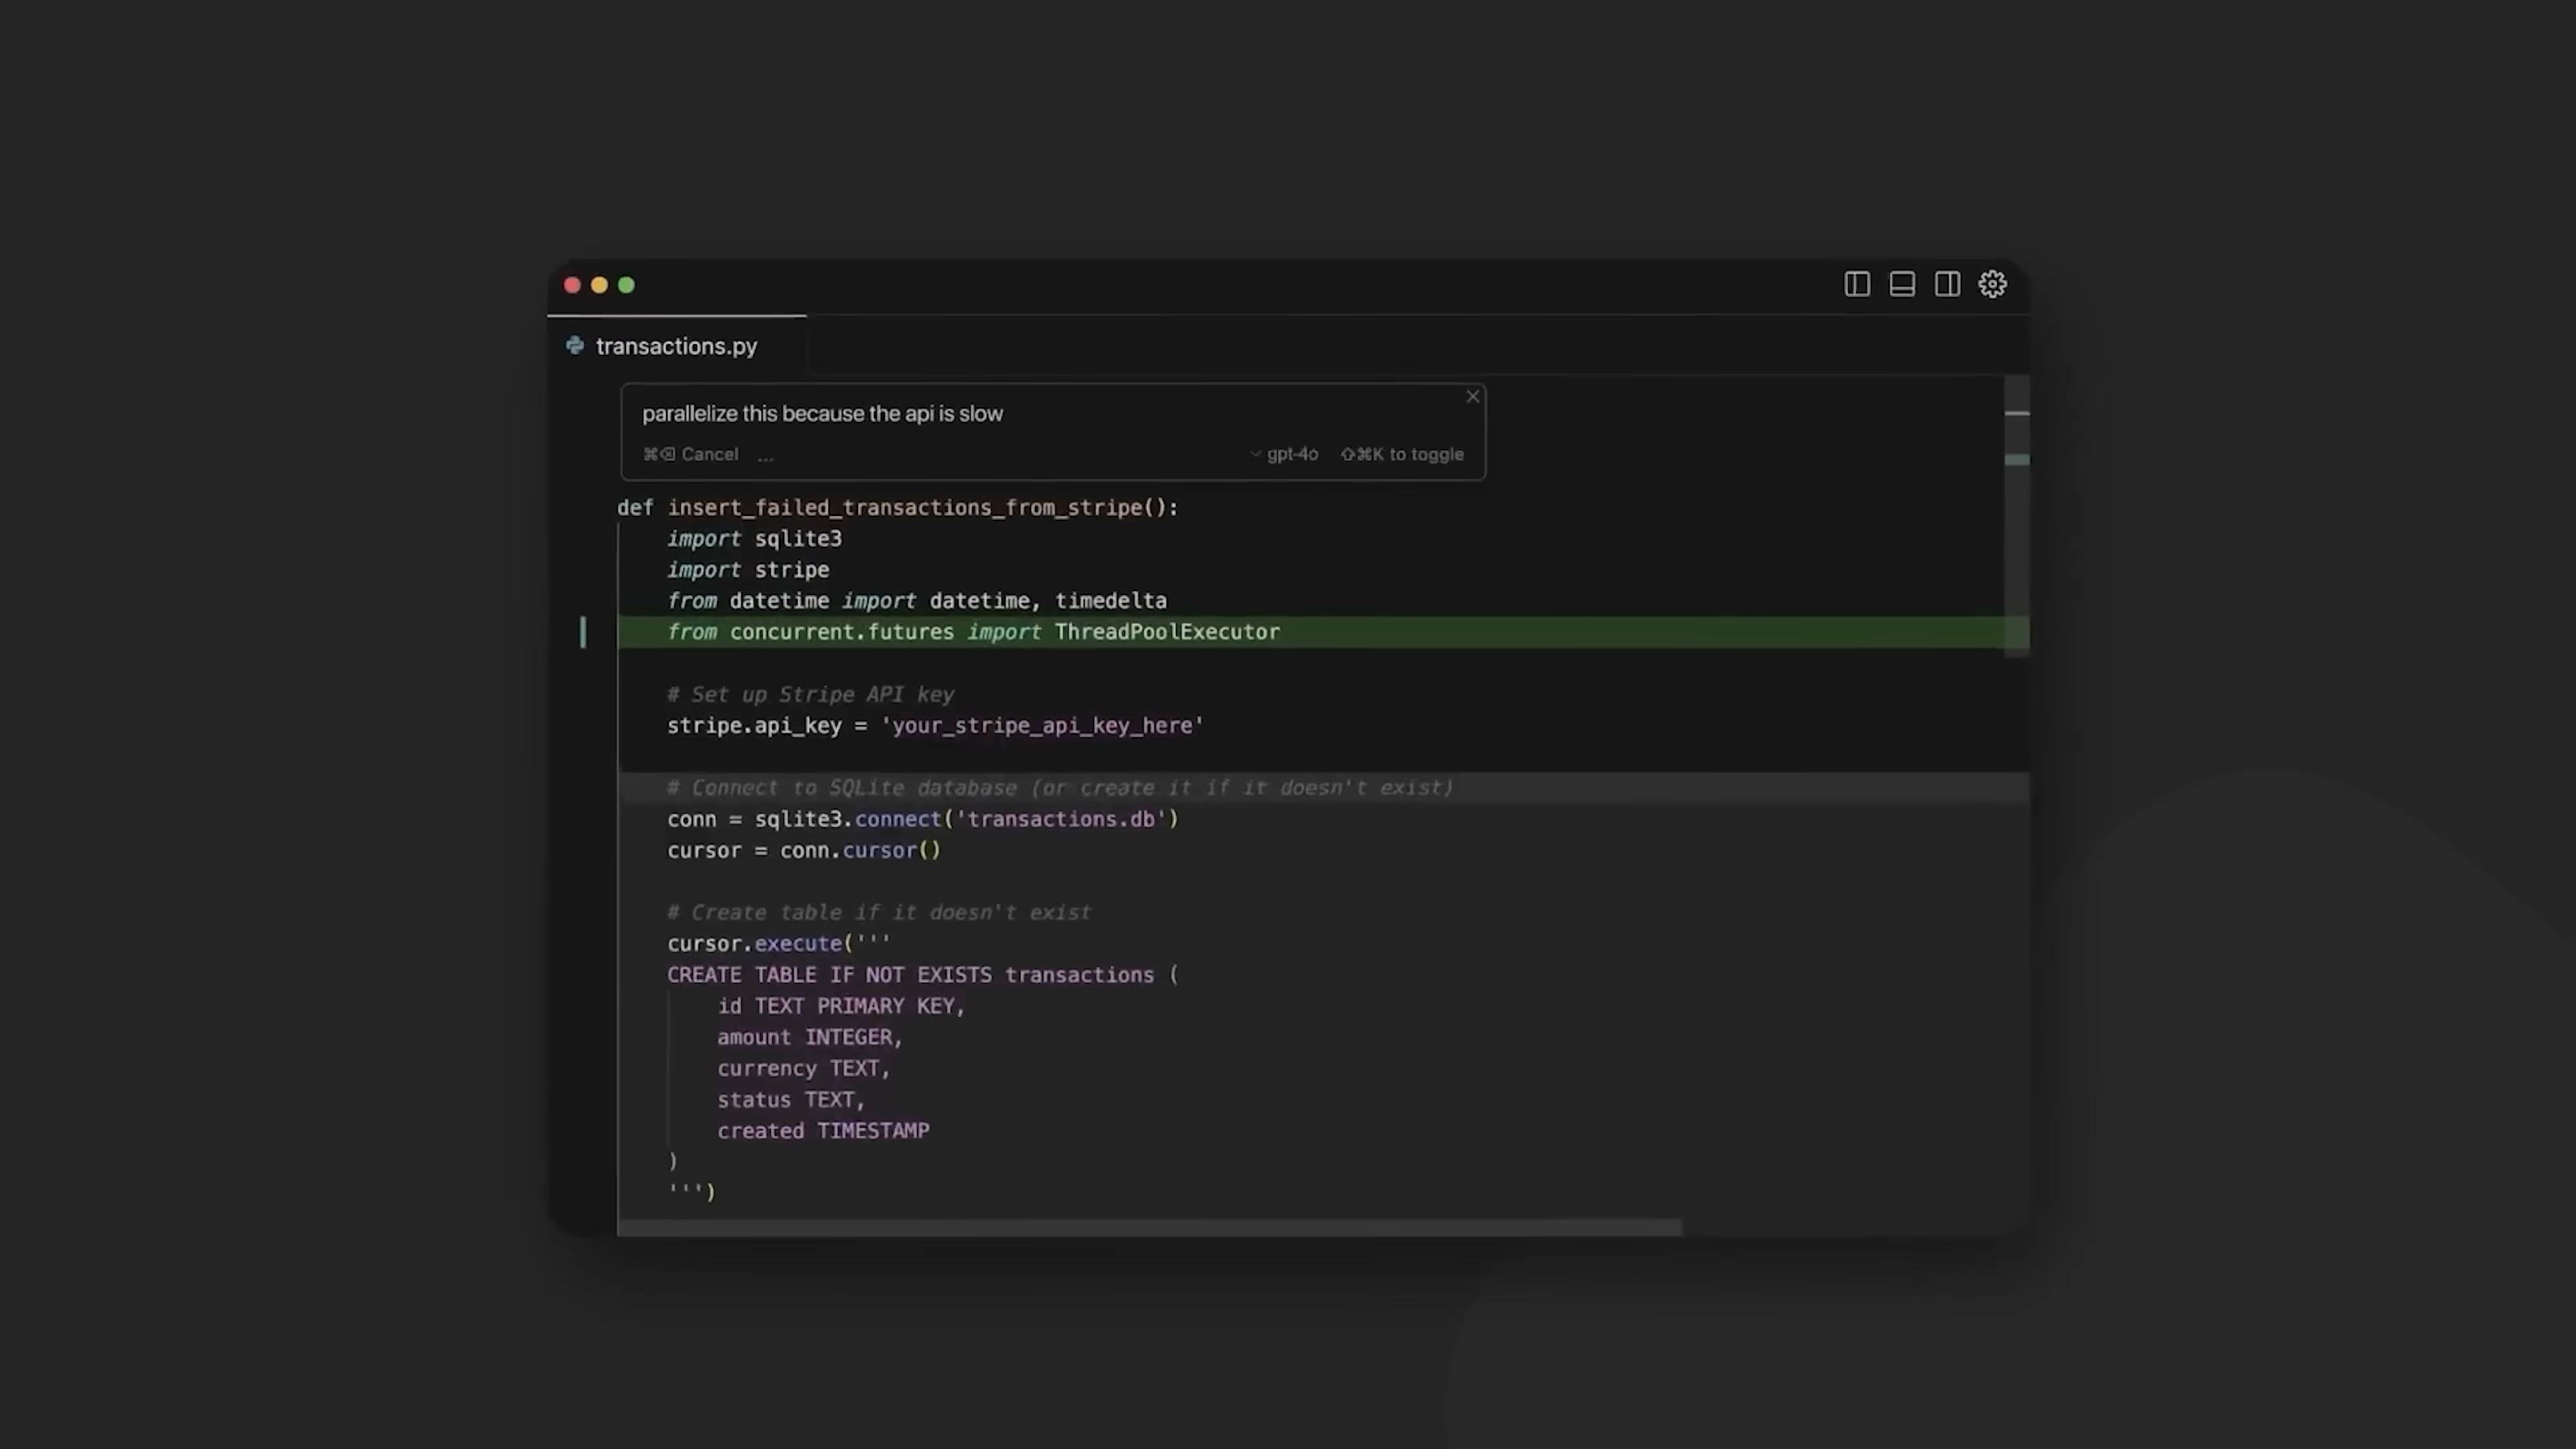 transactions.py
parallelize this because the api is slow
⌘⌫ Cancel ... gpt-4o ⇧⌘K to toggle
def insert_failed_transactions_from_stripe():
    import sqlite3
    import stripe
    from datetime import datetime, timedelta
    from concurrent.futures import ThreadPoolExecutor
    # Set up Stripe API key
    stripe.api_key = 'your_stripe_api_key_here'
    # Connect to SQLite database (or create it if it doesn't exist)
    conn = sqlite3.connect('transactions.db')
    cursor = conn.cursor()
    # Create table if it doesn't exist
    cursor.execute('''
    CREATE TABLE IF NOT EXISTS transactions (
        id TEXT PRIMARY KEY,
        amount INTEGER,
        currency TEXT,
        status TEXT,
        created TIMESTAMP
    )
    ''')